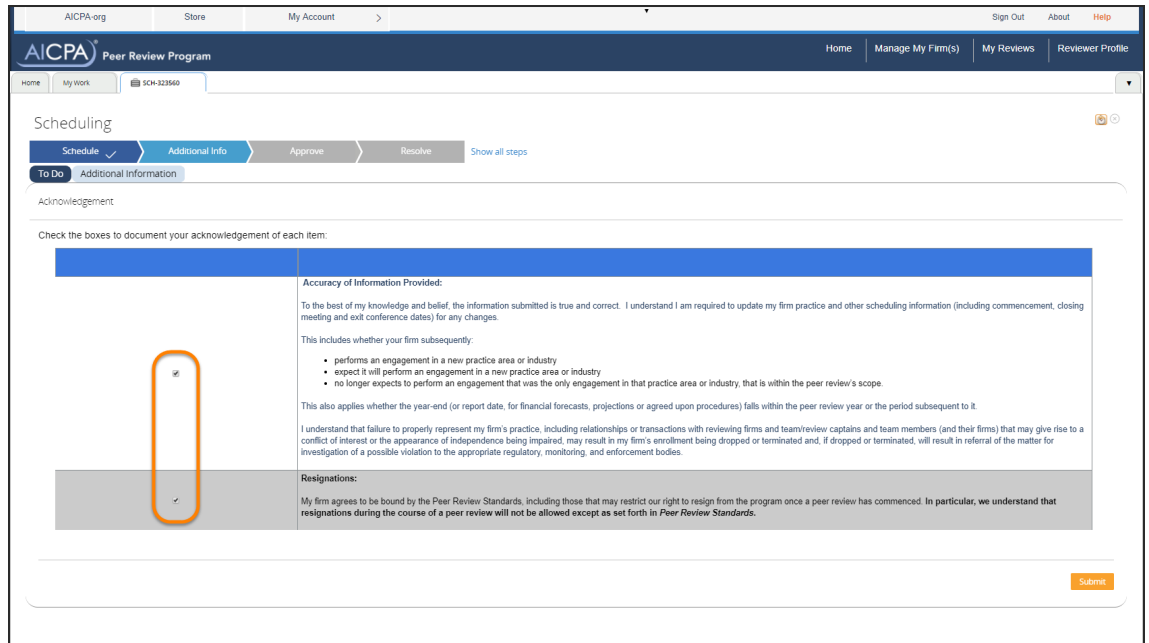 AICPA-org Store My Account > Sign Out About Help
AICPA Peer Review Program Home Manage My Firm(s) My Reviews Reviewer Profile
Home My Work SCH-323560
Scheduling
Schedule Additional Info Approve Resolve Show all steps
To Do Additional Information
Acknowledgement
Check the boxes to document your acknowledgement of each item:
Accuracy of Information Provided:
To the best of my knowledge and belief, the information submitted is true and correct. I understand I am required to update my firm practice and other scheduling information (including commencement, closing
meeting and exit conference dates) for any changes.
This includes whether your firm subsequently:
• performs an engagement in a new practice area or industry
• expect it will perform an engagement in a new practice area or industry
• no longer expects to perform an engagement that was the only engagement in that practice area or industry, that is within the peer review's scope.
This also applies whether the year-end (or report date, for financial forecasts, projections or agreed upon procedures) falls within the peer review year or the period subsequent to it.
I understand that failure to properly represent my firm's practice, including relationships or transactions with reviewing firms and team/review captains and team members (and their firms) that may give rise to a
conflict of interest or the appearance of independence being impaired, may result in my firm's enrollment being dropped or terminated and, if dropped or terminated, will result in referral of the matter for
investigation of a possible violation to the appropriate regulatory, monitoring, and enforcement bodies.
Resignations:
My firm agrees to be bound by the Peer Review Standards, including those that may restrict our right to resign from the program once a peer review has commenced. In particular, we understand that
resignations during the course of a peer review will not be allowed except as set forth in Peer Review Standards.
Submit